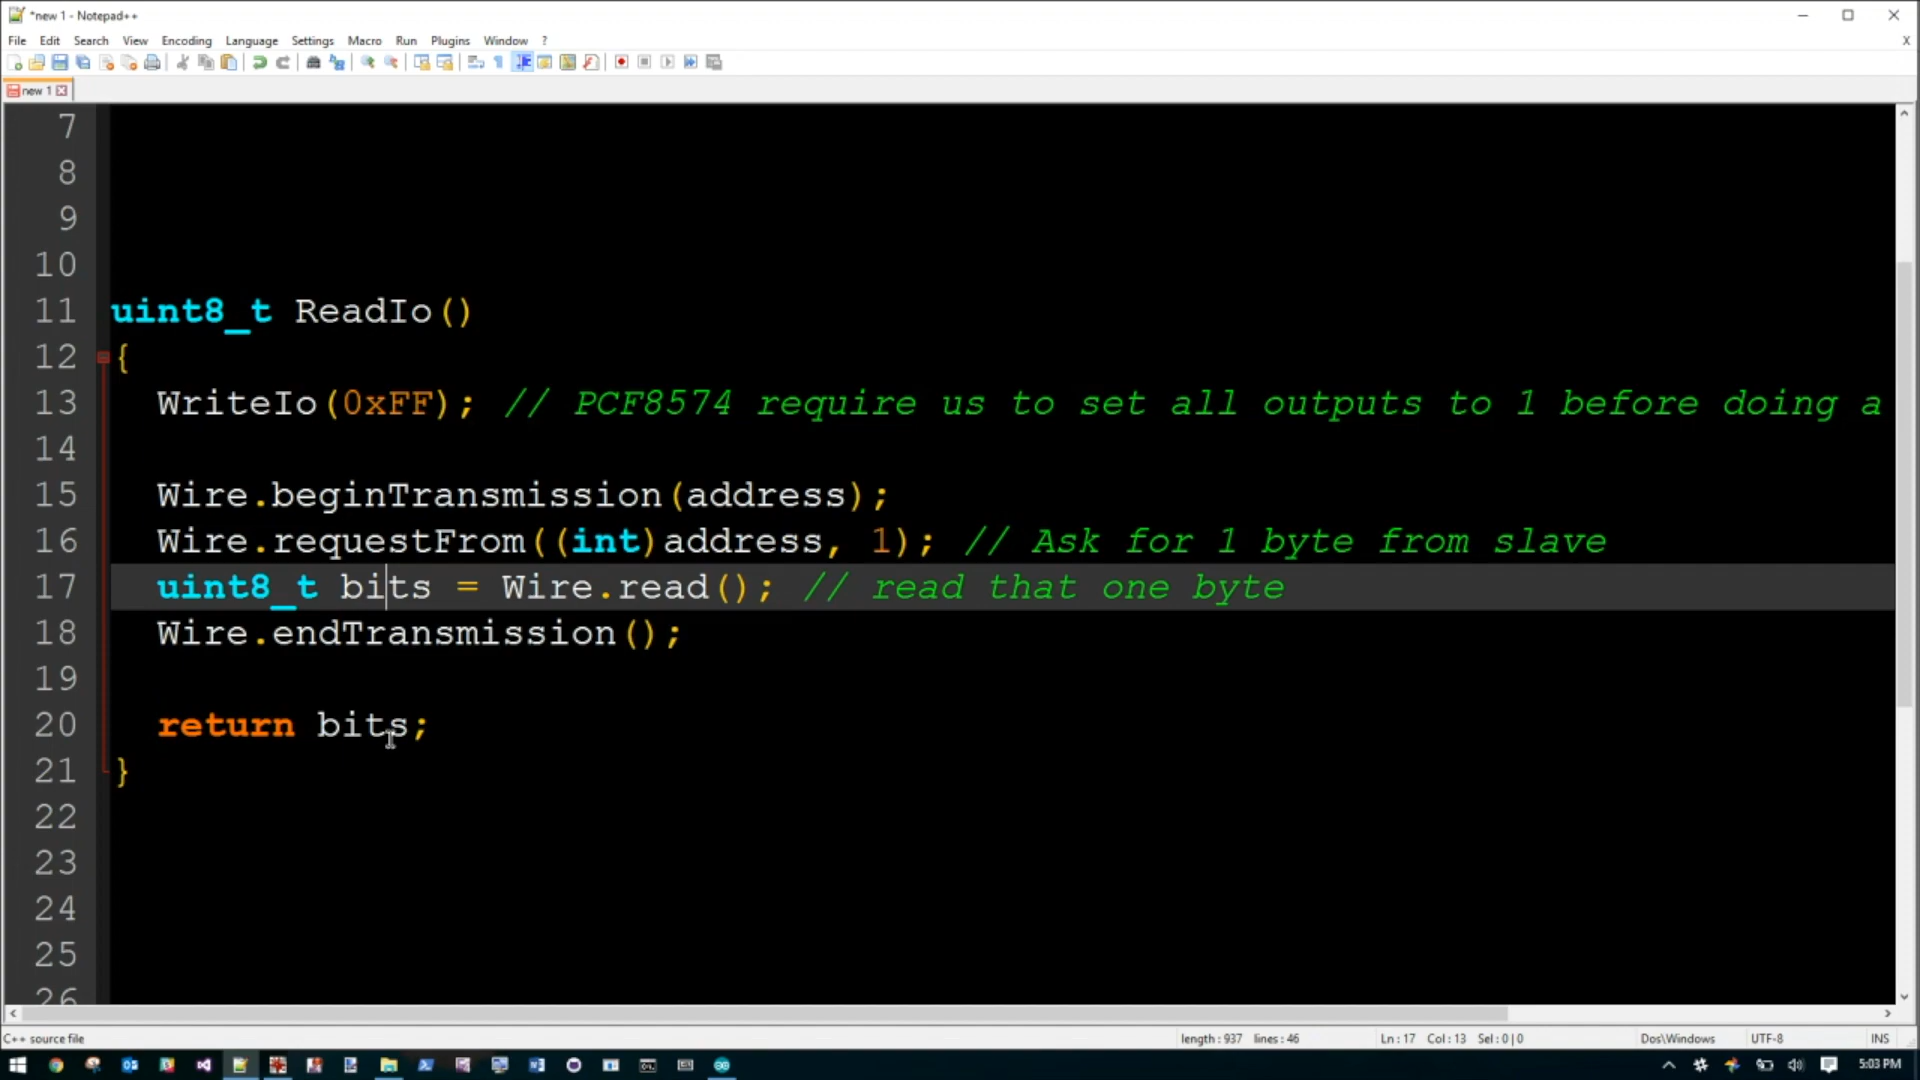 *new 1 - Notepad++
File Edit Search View Encoding Language Settings Macro Run Plugins Window ? X
new 1
7
8
9
10
11 uint8_t ReadIo()
12 {
13 WriteIo(0xFF); // PCF8574 require us to set all outputs to 1 before doing a
14
15 Wire.beginTransmission(address);
16 Wire.requestFrom((int)address, 1); // Ask for 1 byte from slave
17 uint8_t bits = Wire.read(); // read that one byte
18 Wire.endTransmission();
19
20 return bits;
21 }
22
23
24
25
26
C++ source file length : 937 lines : 46 Ln : 17 Col : 13 Sel : 0 | 0 Dos\Windows UTF-8 INS
5:03 PM